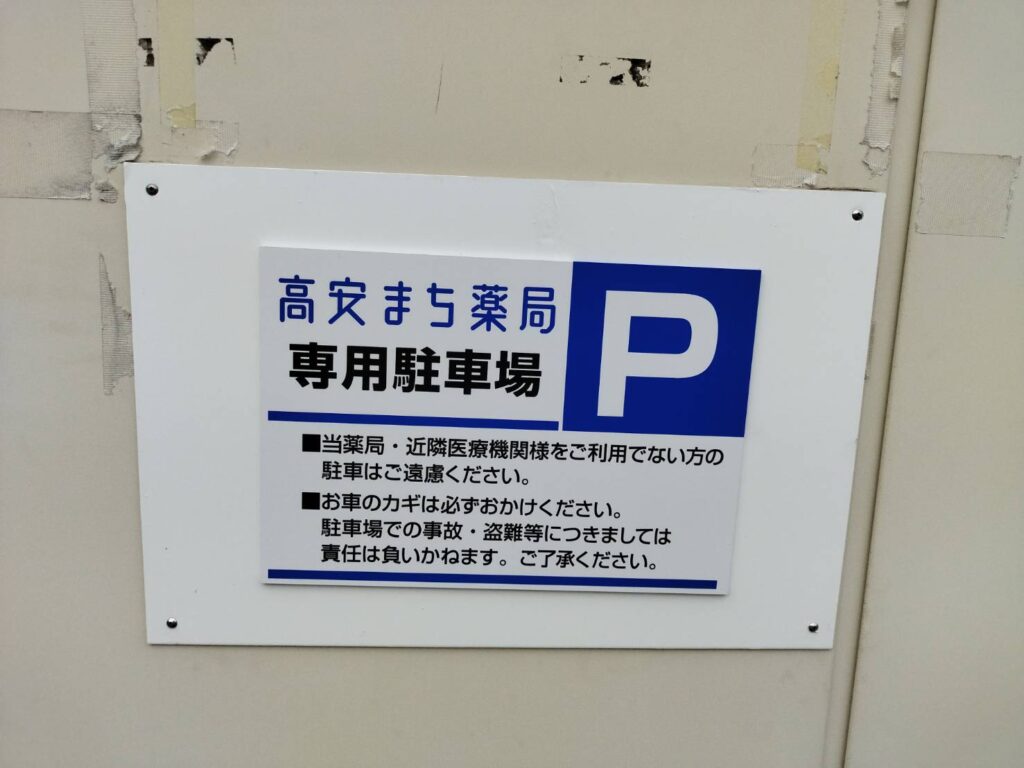 高安まち薬局
専用駐車場
P
■当薬局・近隣医療機関様をご利用でない方の
駐車はご遠慮ください。
■お車のカギは必ずおかけください。
駐車場での事故・盗難等につきましては
責任は負いかねます。ご了承ください。